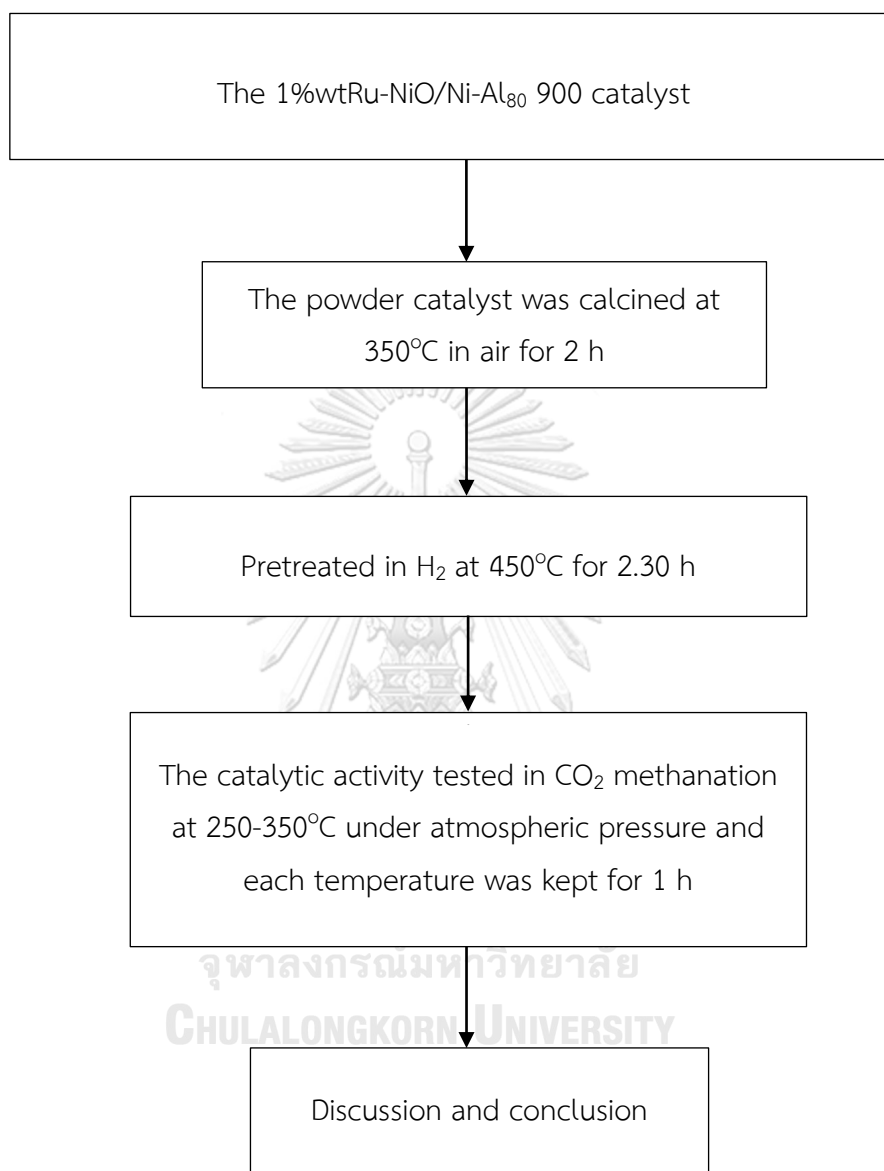 The 1%wtRu-NiO/Ni-Al₈₀ 900 catalyst
The powder catalyst was calcined at
350°C in air for 2 h
Pretreated in H₂ at 450°C for 2.30 h
The catalytic activity tested in CO₂ methanation
at 250-350°C under atmospheric pressure and
each temperature was kept for 1 h
จุฬาลงกรณ์มหาวิทยาลัย
CHULALONGKORN UNIVERSITY
Discussion and conclusion